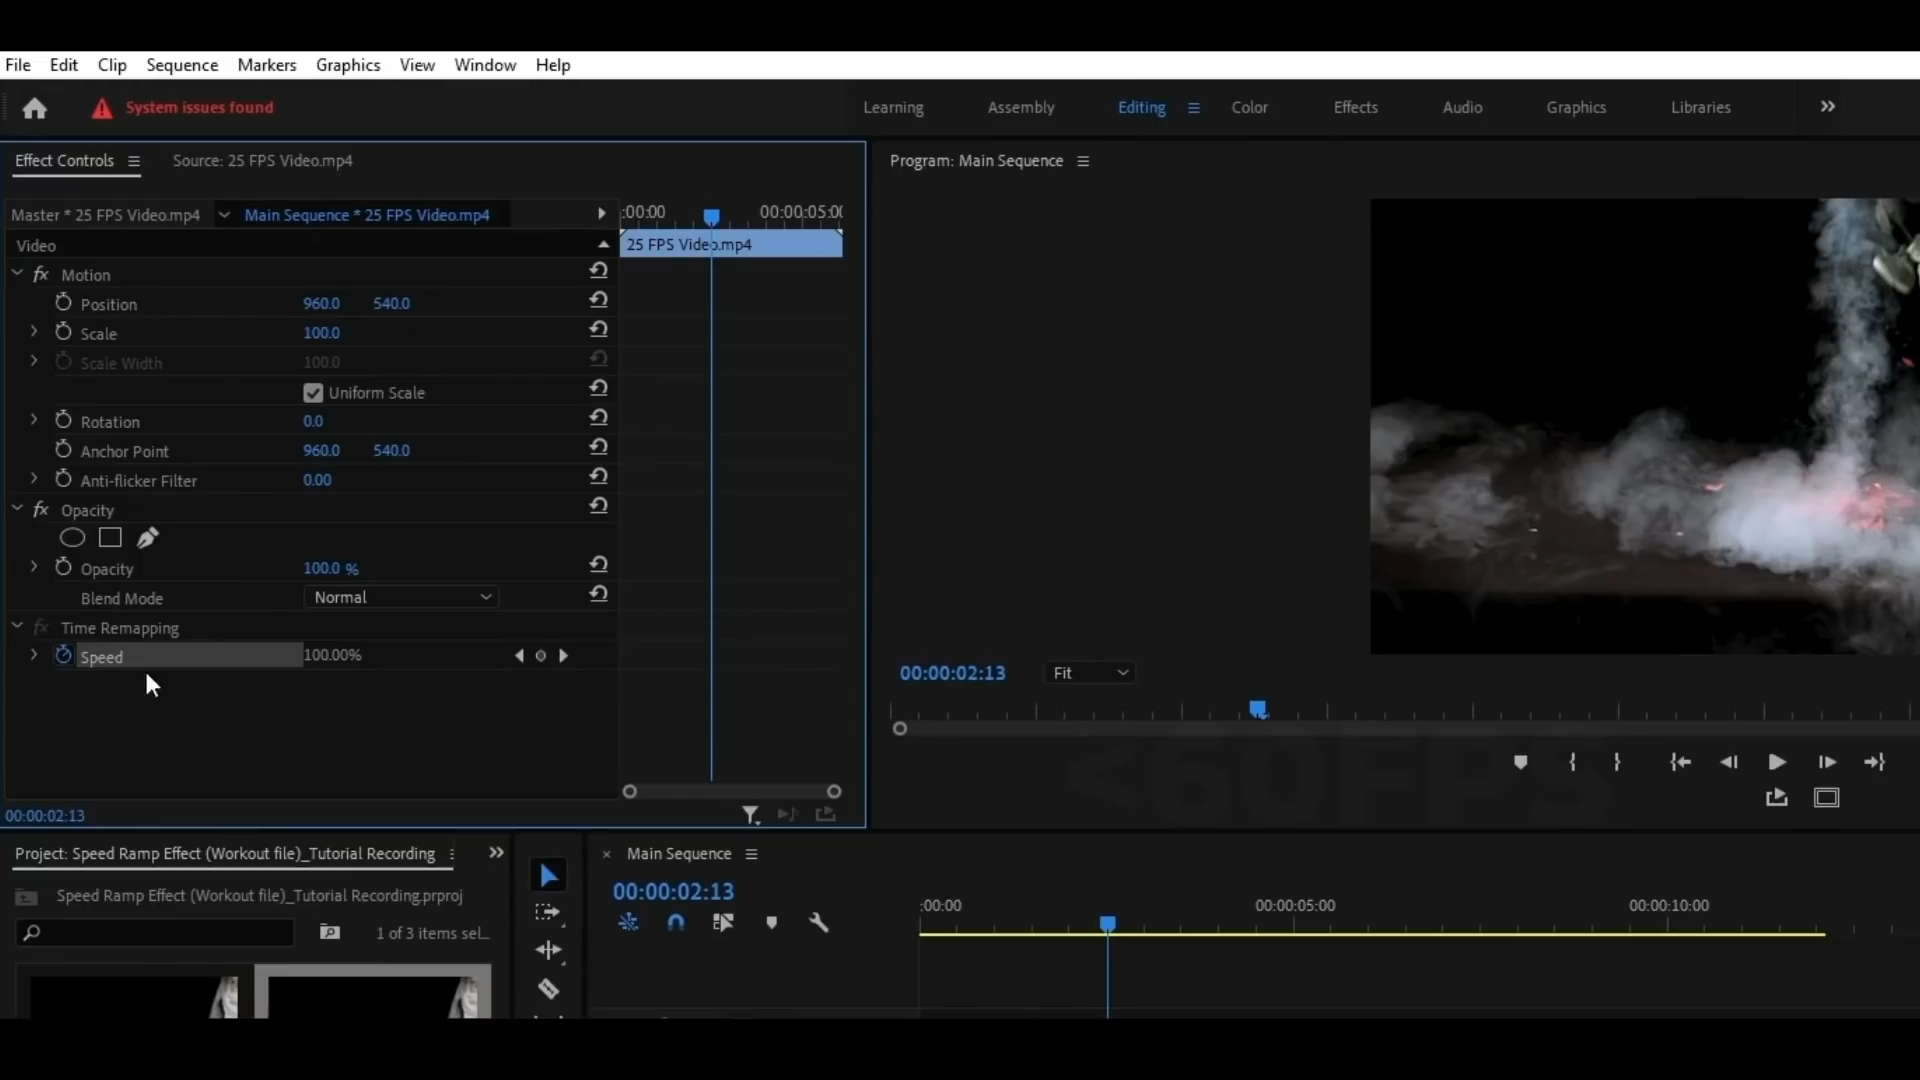 File Edit Clip Sequence Markers Graphics View Window Help
System issues found
Learning Assembly Editing Color Effects Audio Graphics Libraries
Effect Controls Source: 25 FPS Video.mp4
Program: Main Sequence
Master * 25 FPS Video.mp4 Main Sequence * 25 FPS Video.mp4
:00:00 00:00:05:0
Video
25 FPS Video.mp4
fx Motion
Position 960.0 540.0
Scale 100.0
Scale Width 100.0
Uniform Scale
Rotation 0.0
Anchor Point 960.0 540.0
Anti-flicker Filter 0.00
fx Opacity
Opacity 100.0 %
Blend Mode Normal
fx Time Remapping
Speed 100.00%
00:00:02:13 Fit
<60FPS
00:00:02:13
Project: Speed Ramp Effect (Workout file)_Tutorial Recording
Speed Ramp Effect (Workout file)_Tutorial Recording.prproj
1 of 3 items sel...
Main Sequence
00:00:02:13
:00:00 00:00:05:00 00:00:10:00